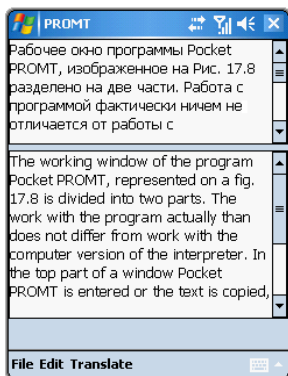 PROMT
Рабочее окно программы Pocket
PROMT, изображенное на Рис. 17.8
разделено на две части. Работа с
программой фактически ничем не
отличается от работы с
The working window of the program
Pocket PROMT, represented on a fig.
17.8 is divided into two parts. The
work with the program actually than
does not differ from work with the
computer version of the interpreter. In
the top part of a window Pocket
PROMT is entered or the text is copied,
File Edit Translate